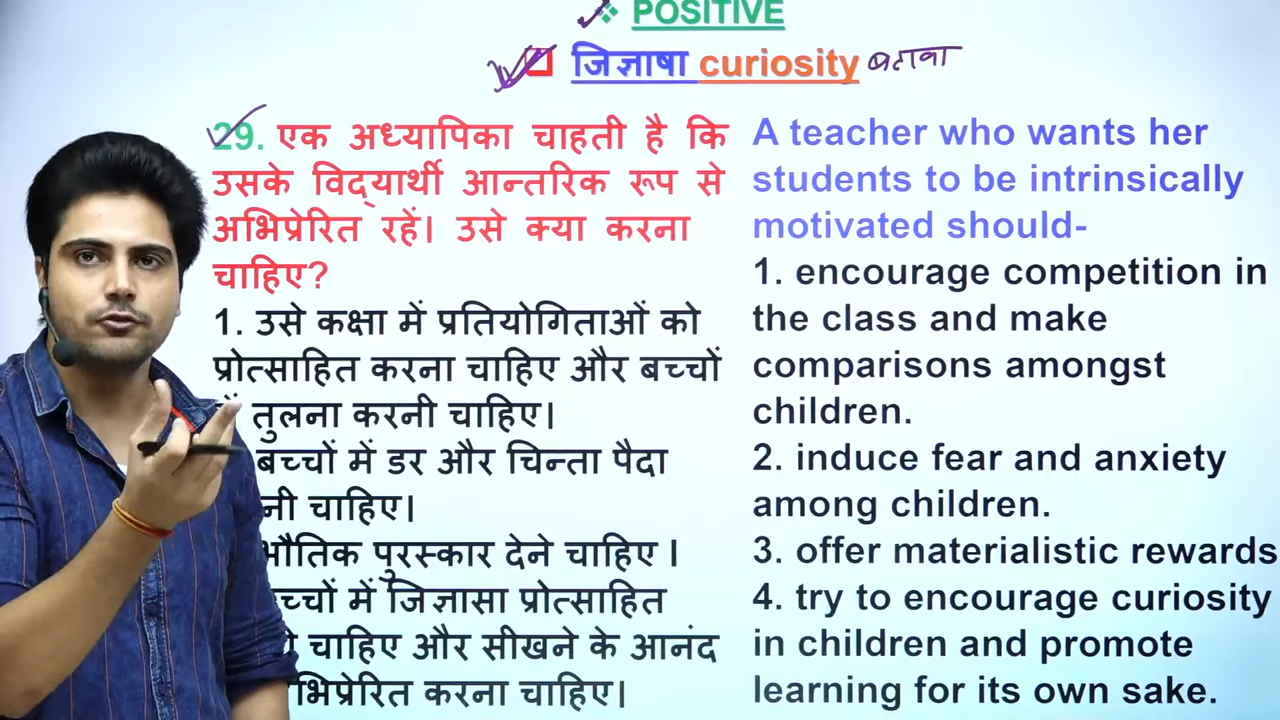 POSITIVE
जिज्ञाषा curiosity बढावा
29. एक अध्यापिका चाहती है कि
उसके विद्यार्थी आन्तरिक रूप से
अभिप्रेरित रहें। उसे क्या करना
चाहिए?
1. उसे कक्षा में प्रतियोगिताओं को
प्रोत्साहित करना चाहिए और बच्चों
तुलना करनी चाहिए।
बच्चों में डर और चिन्ता पैदा
चाहिए।
भौतिक पुरस्कार देने चाहिए।
में जिज्ञासा प्रोत्साहित
चाहिए और सीखने के आनंद
करना चाहिए।
A teacher who wants her
students to be intrinsically
motivated should-
1. encourage competition in
the class and make
comparisons amongst
children.
2. induce fear and anxiety
among children.
3. offer materialistic rewards
4. try to encourage curiosity
in children and promote
learning for its own sake.